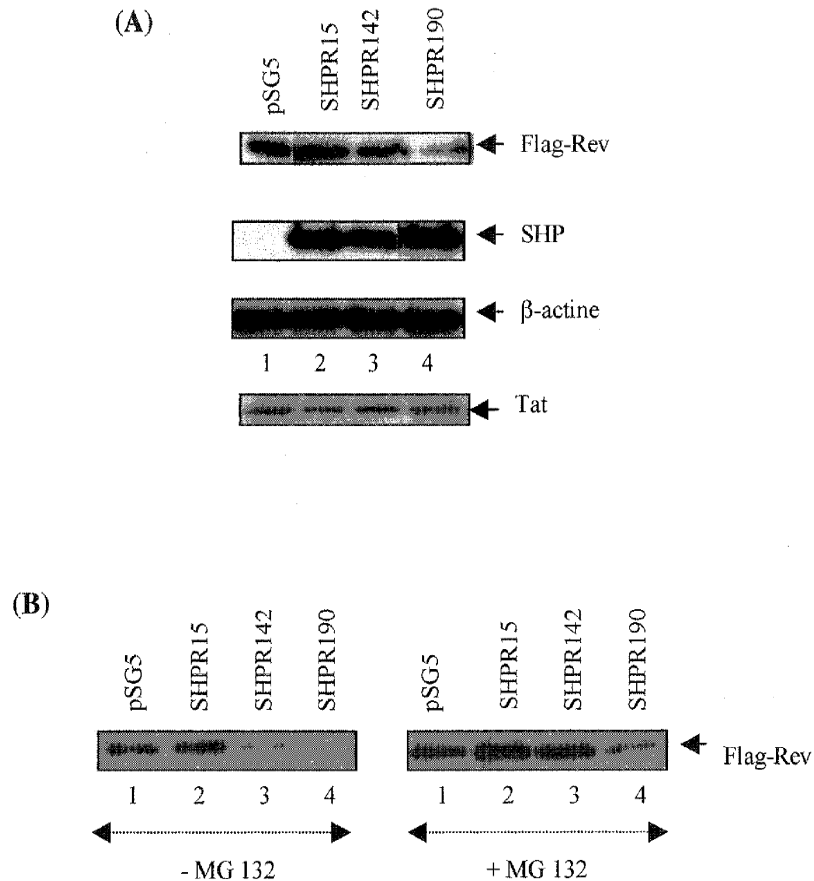 (A)
pSG5
SHPR15
SHPR142
SHPR190
Flag-Rev
SHP
β-actine
1 2 3 4
Tat
(B)
pSG5
SHPR15
SHPR142
SHPR190
pSG5
SHPR15
SHPR142
SHPR190
Flag-Rev
1 2 3 4
1 2 3 4
- MG 132
+ MG 132